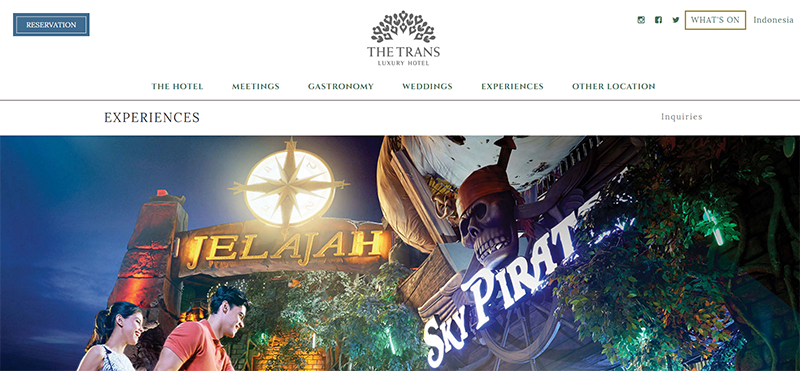 RESERVATION
THE TRANS
LUXURY HOTEL
WHAT'S ON
Indonesia
THE HOTEL
MEETINGS
GASTRONOMY
WEDDINGS
EXPERIENCES
OTHER LOCATION
EXPERIENCES
Inquiries
JELAJAH
SKY PIRAT